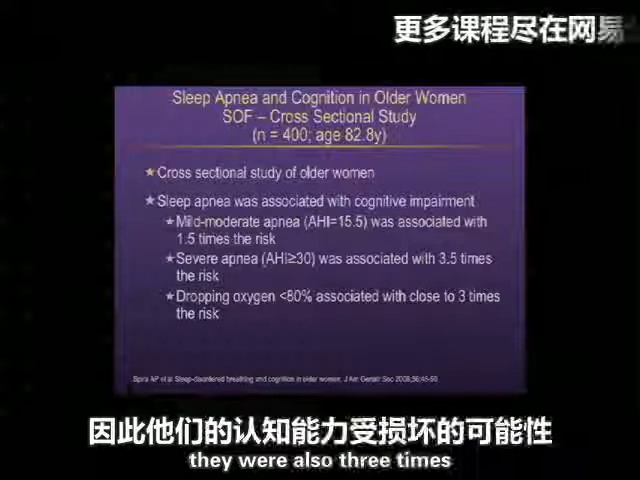 更多课程尽在网易
Sleep Apnea and Cognition in Older Women
SOF – Cross Sectional Study
(n = 400; age 82.8y)
★Cross sectional study of older women
★Sleep apnea was associated with cognitive impairment
★Mild-moderate apnea (AHI=15.5) was associated with
1.5 times the risk
★Severe apnea (AHI≥30) was associated with 3.5 times
the risk
★Dropping oxygen <80% associated with close to 3 times
the risk
Spira AP et al Sleep-disordered breathing and cognition in older women, J Am Geriatr Soc 2008;56:45-50
因此他们的认知能力受损坏的可能性
they were also three times